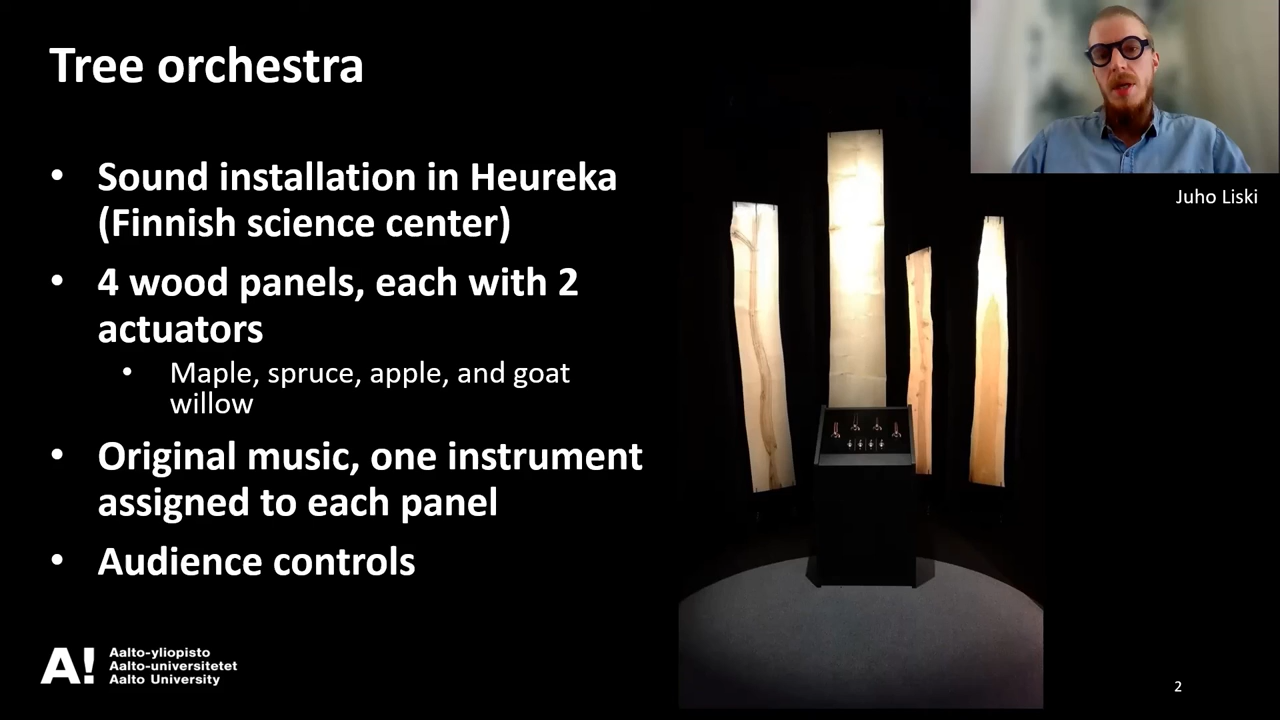 Tree orchestra
• Sound installation in Heureka
(Finnish science center)
• 4 wood panels, each with 2
actuators
• Maple, spruce, apple, and goat
willow
• Original music, one instrument
assigned to each panel
• Audience controls
Juho Liski
A!
Aalto-yliopisto
Aalto-universitetet
Aalto University
2